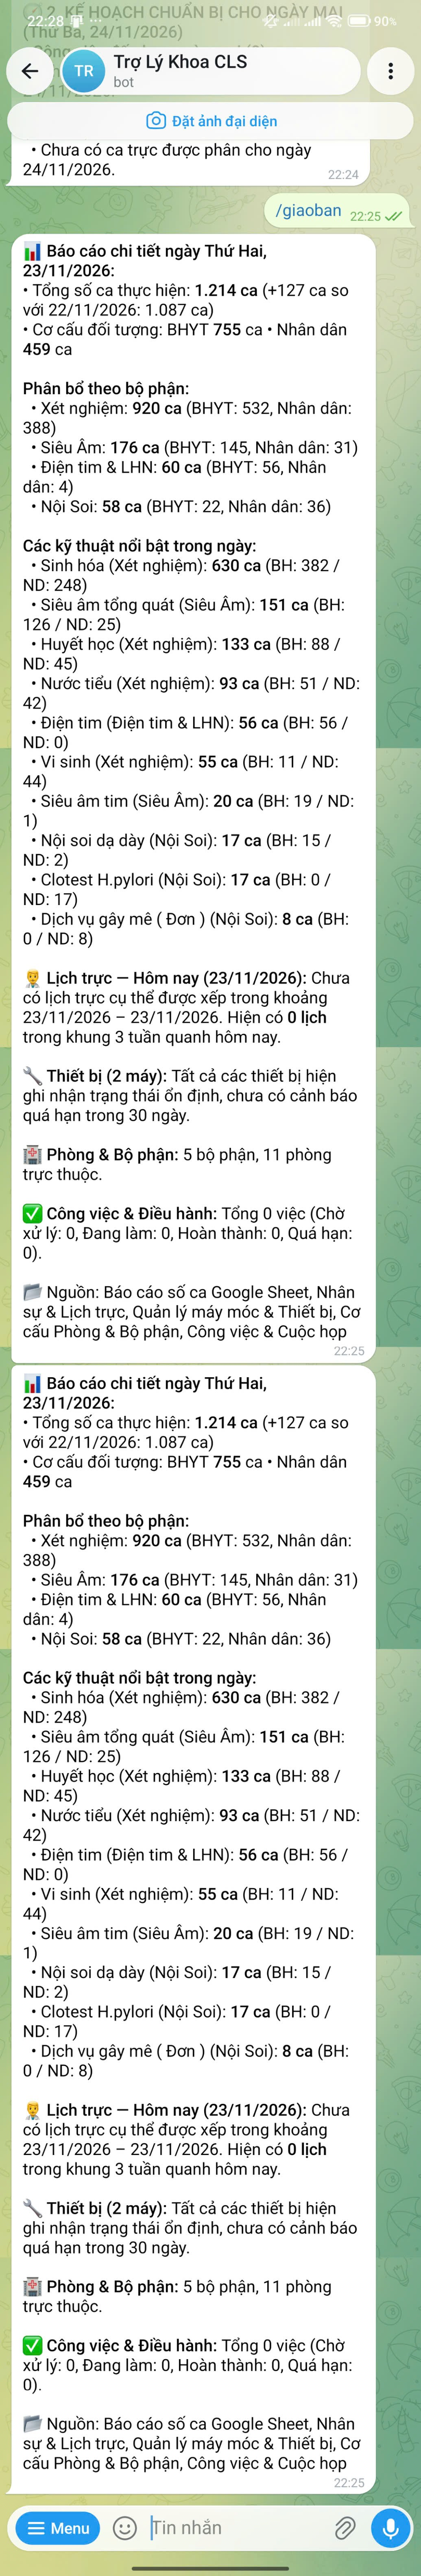 2. KẾ HOẠCH CHUẨN BỊ CHO NGÀY MAI
22:28 90%
(Thứ Ba, 24/11/2026)
TR Trợ Lý Khoa CLS
bot
Đặt ảnh đại diện
• Chưa có ca trực được phân cho ngày
24/11/2026.
22:24
/giaoban 22:25
📊 Báo cáo chi tiết ngày Thứ Hai,
23/11/2026:
• Tổng số ca thực hiện: 1.214 ca (+127 ca so
với 22/11/2026: 1.087 ca)
• Cơ cấu đối tượng: BHYT 755 ca • Nhân dân
459 ca
Phân bổ theo bộ phận:
• Xét nghiệm: 920 ca (BHYT: 532, Nhân dân:
388)
• Siêu Âm: 176 ca (BHYT: 145, Nhân dân: 31)
• Điện tim & LHN: 60 ca (BHYT: 56, Nhân
dân: 4)
• Nội Soi: 58 ca (BHYT: 22, Nhân dân: 36)
Các kỹ thuật nổi bật trong ngày:
• Sinh hóa (Xét nghiệm): 630 ca (BH: 382 /
ND: 248)
• Siêu âm tổng quát (Siêu Âm): 151 ca (BH:
126 / ND: 25)
• Huyết học (Xét nghiệm): 133 ca (BH: 88 /
ND: 45)
• Nước tiểu (Xét nghiệm): 93 ca (BH: 51 / ND:
42)
• Điện tim (Điện tim & LHN): 56 ca (BH: 56 /
ND: 0)
• Vi sinh (Xét nghiệm): 55 ca (BH: 11 / ND:
44)
• Siêu âm tim (Siêu Âm): 20 ca (BH: 19 / ND:
1)
• Nội soi dạ dày (Nội Soi): 17 ca (BH: 15 /
ND: 2)
• Clotest H.pylori (Nội Soi): 17 ca (BH: 0 /
ND: 17)
• Dịch vụ gây mê ( Đơn ) (Nội Soi): 8 ca (BH:
0 / ND: 8)
👨‍⚕️ Lịch trực — Hôm nay (23/11/2026): Chưa
có lịch trực cụ thể được xếp trong khoảng
23/11/2026 – 23/11/2026. Hiện có 0 lịch
trong khung 3 tuần quanh hôm nay.
🔧 Thiết bị (2 máy): Tất cả các thiết bị hiện
ghi nhận trạng thái ổn định, chưa có cảnh báo
quá hạn trong 30 ngày.
🏥 Phòng & Bộ phận: 5 bộ phận, 11 phòng
trực thuộc.
✅ Công việc & Điều hành: Tổng 0 việc (Chờ
xử lý: 0, Đang làm: 0, Hoàn thành: 0, Quá hạn:
0).
📂 Nguồn: Báo cáo số ca Google Sheet, Nhân
sự & Lịch trực, Quản lý máy móc & Thiết bị, Cơ
cấu Phòng & Bộ phận, Công việc & Cuộc họp
22:25
📊 Báo cáo chi tiết ngày Thứ Hai,
23/11/2026:
• Tổng số ca thực hiện: 1.214 ca (+127 ca so
với 22/11/2026: 1.087 ca)
• Cơ cấu đối tượng: BHYT 755 ca • Nhân dân
459 ca
Phân bổ theo bộ phận:
• Xét nghiệm: 920 ca (BHYT: 532, Nhân dân:
388)
• Siêu Âm: 176 ca (BHYT: 145, Nhân dân: 31)
• Điện tim & LHN: 60 ca (BHYT: 56, Nhân
dân: 4)
• Nội Soi: 58 ca (BHYT: 22, Nhân dân: 36)
Các kỹ thuật nổi bật trong ngày:
• Sinh hóa (Xét nghiệm): 630 ca (BH: 382 /
ND: 248)
• Siêu âm tổng quát (Siêu Âm): 151 ca (BH:
126 / ND: 25)
• Huyết học (Xét nghiệm): 133 ca (BH: 88 /
ND: 45)
• Nước tiểu (Xét nghiệm): 93 ca (BH: 51 / ND:
42)
• Điện tim (Điện tim & LHN): 56 ca (BH: 56 /
ND: 0)
• Vi sinh (Xét nghiệm): 55 ca (BH: 11 / ND:
44)
• Siêu âm tim (Siêu Âm): 20 ca (BH: 19 / ND:
1)
• Nội soi dạ dày (Nội Soi): 17 ca (BH: 15 /
ND: 2)
• Clotest H.pylori (Nội Soi): 17 ca (BH: 0 /
ND: 17)
• Dịch vụ gây mê ( Đơn ) (Nội Soi): 8 ca (BH:
0 / ND: 8)
👨‍⚕️ Lịch trực — Hôm nay (23/11/2026): Chưa
có lịch trực cụ thể được xếp trong khoảng
23/11/2026 – 23/11/2026. Hiện có 0 lịch
trong khung 3 tuần quanh hôm nay.
🔧 Thiết bị (2 máy): Tất cả các thiết bị hiện
ghi nhận trạng thái ổn định, chưa có cảnh báo
quá hạn trong 30 ngày.
🏥 Phòng & Bộ phận: 5 bộ phận, 11 phòng
trực thuộc.
✅ Công việc & Điều hành: Tổng 0 việc (Chờ
xử lý: 0, Đang làm: 0, Hoàn thành: 0, Quá hạn:
0).
📂 Nguồn: Báo cáo số ca Google Sheet, Nhân
sự & Lịch trực, Quản lý máy móc & Thiết bị, Cơ
cấu Phòng & Bộ phận, Công việc & Cuộc họp
22:25
Menu Tin nhắn